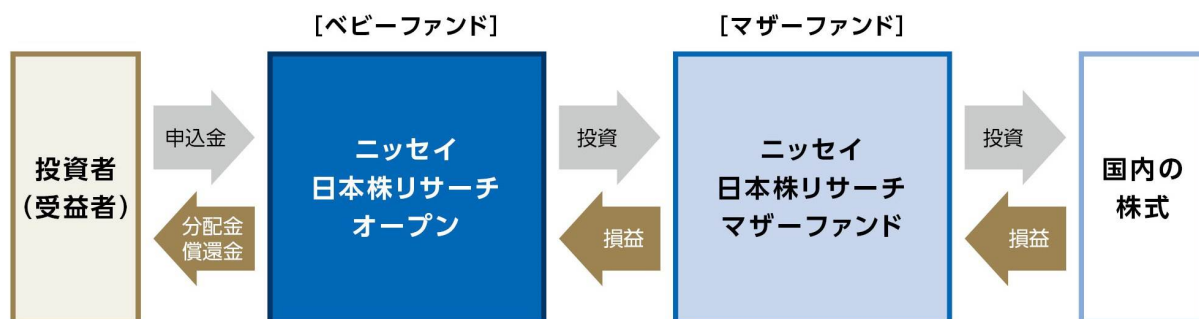 [ベビーファンド]
[マザーファンド]
投資者
(受益者)
申込金
分配金
償還金
ニッセイ
日本株リサーチ
オープン
投資
損益
ニッセイ
日本株リサーチ
マザーファンド
投資
損益
国内の
株式